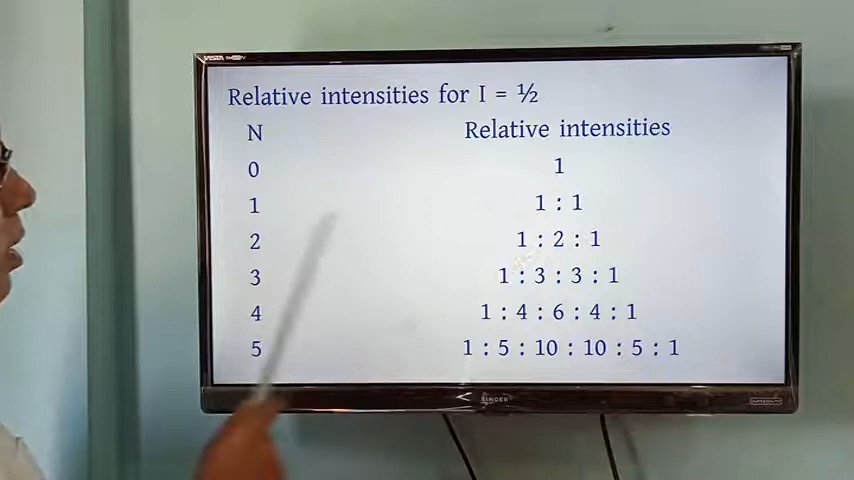 Relative intensities for I = ½
N Relative intensities
0 1
1 1 : 1
2 1 : 2 : 1
3 1 : 3 : 3 : 1
4 1 : 4 : 6 : 4 : 1
5 1 : 5 : 10 : 10 : 5 : 1
SINGER